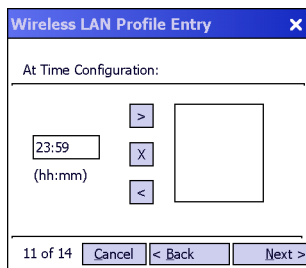 Wireless LAN Profile Entry X
At Time Configuration:
>
23:59
X
(hh:mm)
<
11 of 14 Cancel < Back Next >